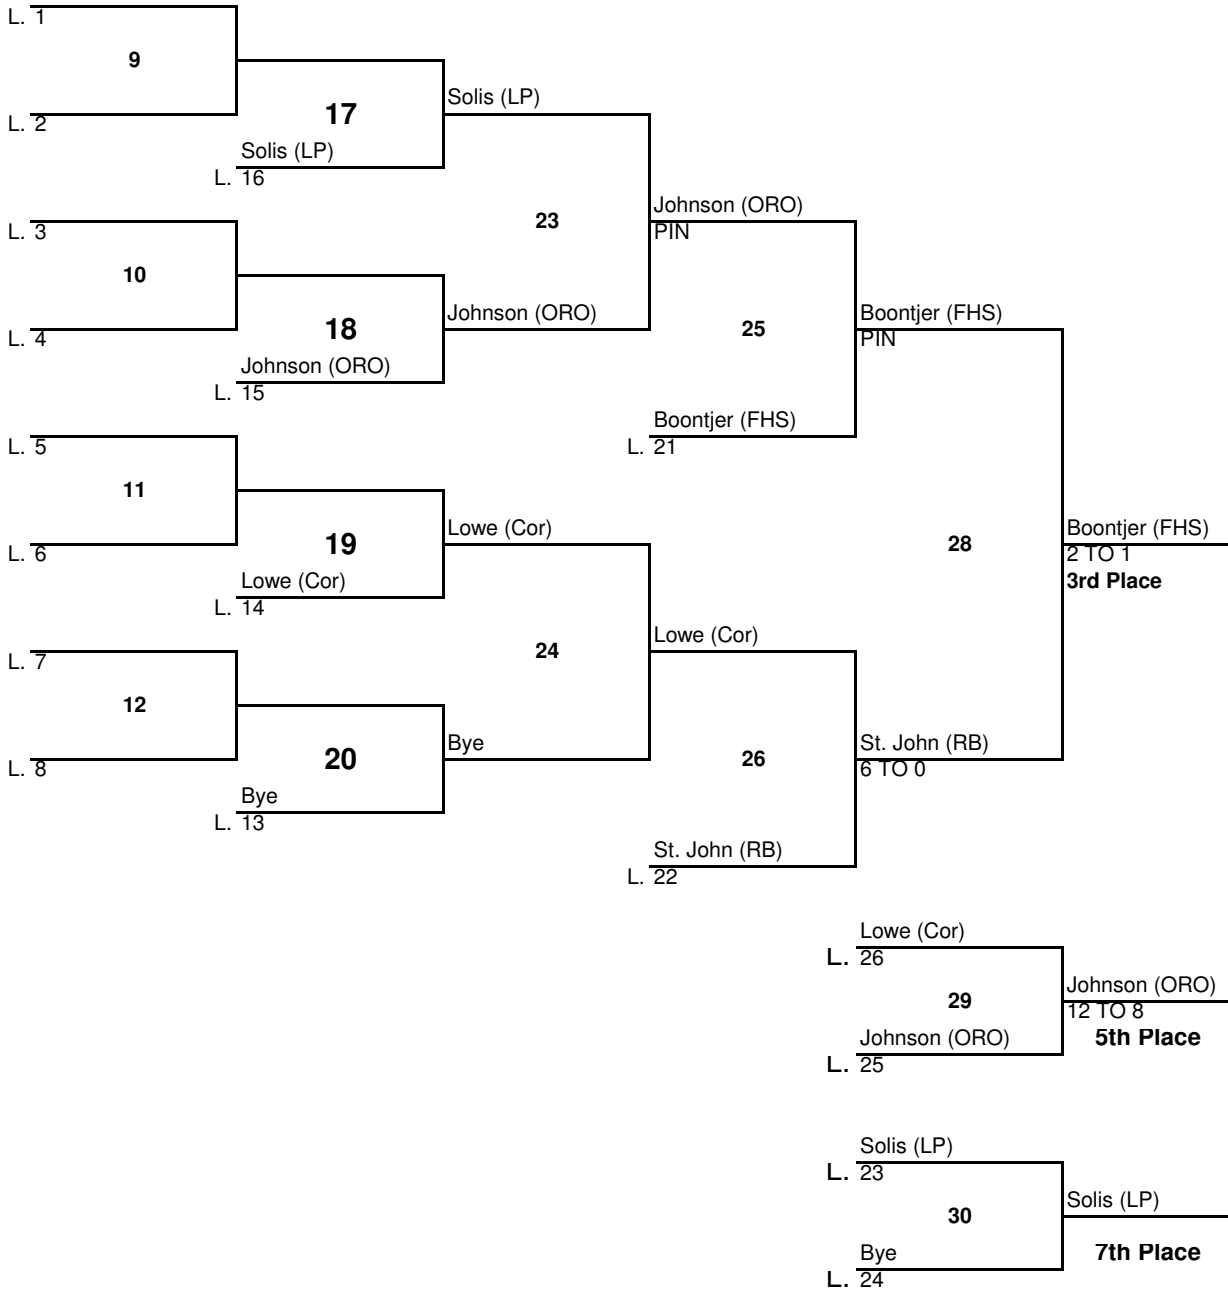 L. 1
9
L. 2
17
Solis (LP)
Solis (LP)
L. 16
L. 3
10
L. 4
18
Johnson (ORO)
Johnson (ORO)
L. 15
23
Johnson (ORO)
PIN
25
Boontjer (FHS)
L. 21
Boontjer (FHS)
PIN
L. 5
11
L. 6
19
Lowe (Cor)
Lowe (Cor)
L. 14
L. 7
12
L. 8
20
Bye
Bye
L. 13
24
Lowe (Cor)
26
St. John (RB)
L. 22
St. John (RB)
6 TO 0
28
Boontjer (FHS)
2 TO 1
3rd Place
Lowe (Cor)
L. 26
29
Johnson (ORO)
L. 25
Johnson (ORO)
12 TO 8
5th Place
Solis (LP)
L. 23
30
Bye
L. 24
Solis (LP)
7th Place